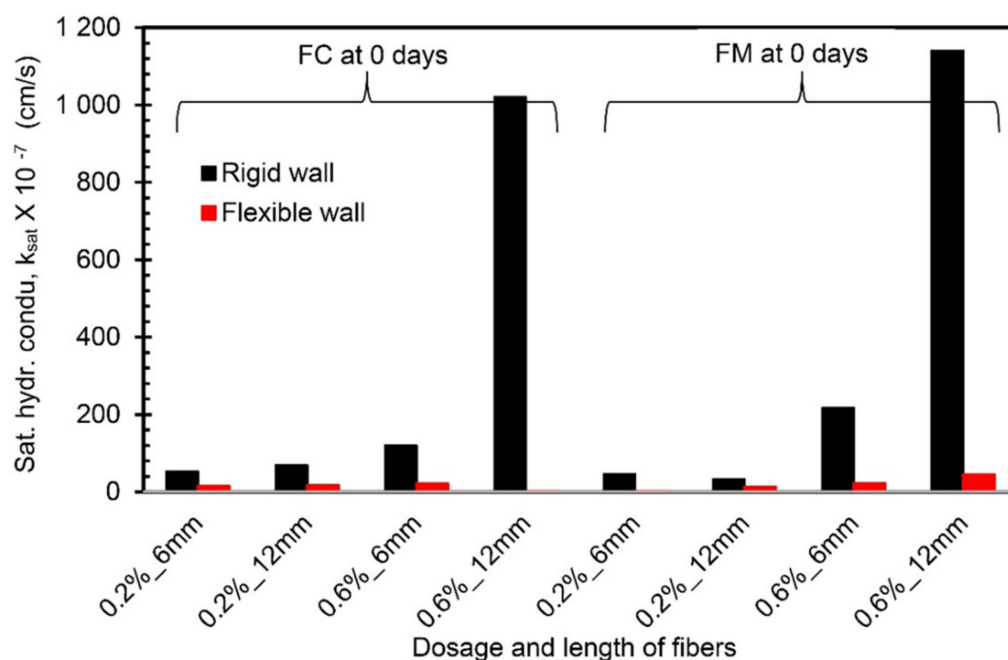 Sat. hydr. condu, ksat X 10 -7 (cm/s)
1 200
1 000
800
600
400
200
0
FC at 0 days
FM at 0 days
Rigid wall
Flexible wall
0.2%_6mm
0.2%_12mm
0.6%_6mm
0.6%_12mm
0.2%_6mm
0.2%_12mm
0.6%_6mm
0.6%_12mm
Dosage and length of fibers